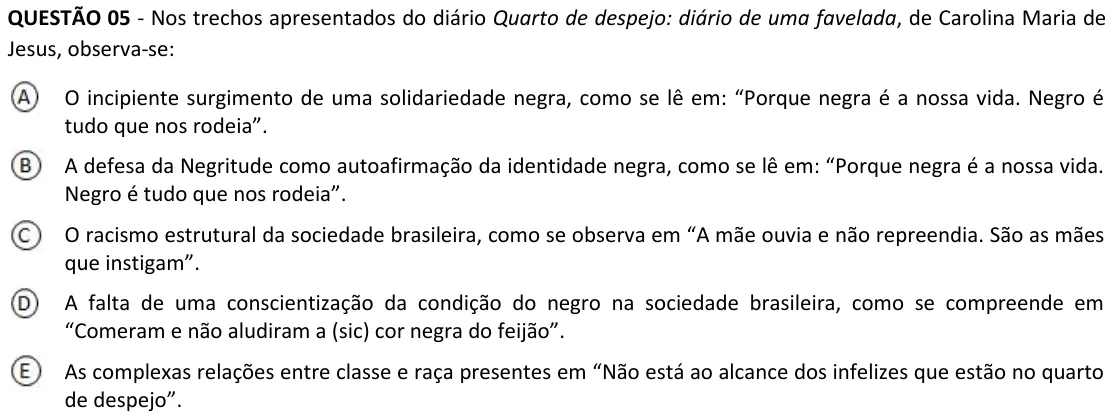 QUESTÃO 05 - Nos trechos apresentados do diário Quarto de despejo: diário de uma favelada, de Carolina Maria de
Jesus, observa-se:
A O incipiente surgimento de uma solidariedade negra, como se lê em: “Porque negra é a nossa vida. Negro é
tudo que nos rodeia”.
B A defesa da Negritude como autoafirmação da identidade negra, como se lê em: “Porque negra é a nossa vida.
Negro é tudo que nos rodeia”.
C O racismo estrutural da sociedade brasileira, como se observa em “A mãe ouvia e não repreendia. São as mães
que instigam”.
D A falta de uma conscientização da condição do negro na sociedade brasileira, como se compreende em
“Comeram e não aludiram a (sic) cor negra do feijão”.
E As complexas relações entre classe e raça presentes em “Não está ao alcance dos infelizes que estão no quarto
de despejo”.